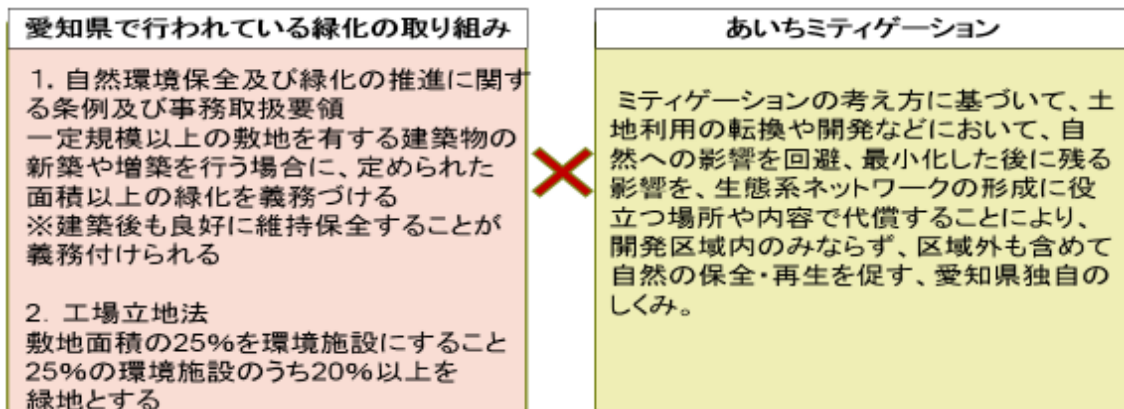 愛知県で行われている緑化の取り組み
1. 自然環境保全及び緑化の推進に関す
る条例及び事務取扱要領
一定規模以上の敷地を有する建築物の
新築や増築を行う場合に、定められた
面積以上の緑化を義務づける
※建築後も良好に維持保全することが
義務付けられる
2. 工場立地法
敷地面積の25%を環境施設にすること
25%の環境施設のうち20%以上を
緑地とする
あいちミティゲーション
ミティゲーションの考え方に基づいて、土
地利用の転換や開発などにおいて、自
然への影響を回避、最小化した後に残る
影響を、生態系ネットワークの形成に役
立つ場所や内容で代償することにより、
開発区域内のみならず、区域外も含めて
自然の保全・再生を促す、愛知県独自の
しくみ。